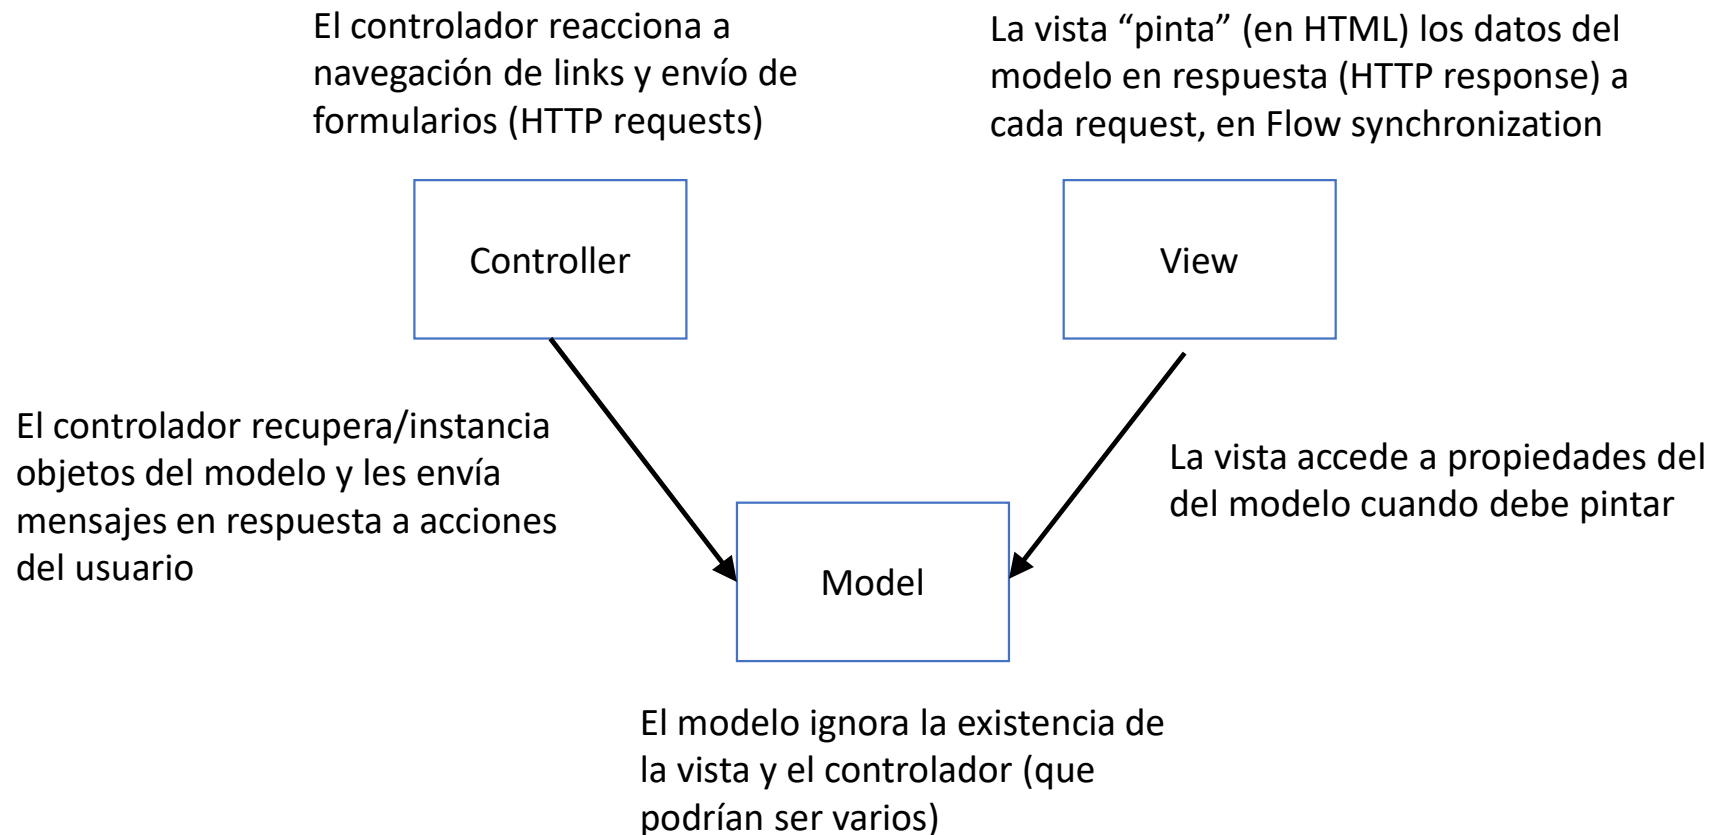 El controlador reacciona a
navegación de links y envío de
formularios (HTTP requests)
La vista “pinta” (en HTML) los datos del
modelo en respuesta (HTTP response) a
cada request, en Flow synchronization
Controller
View
El controlador recupera/instancia
objetos del modelo y les envía
mensajes en respuesta a acciones
del usuario
La vista accede a propiedades del
del modelo cuando debe pintar
Model
El modelo ignora la existencia de
la vista y el controlador (que
podrían ser varios)